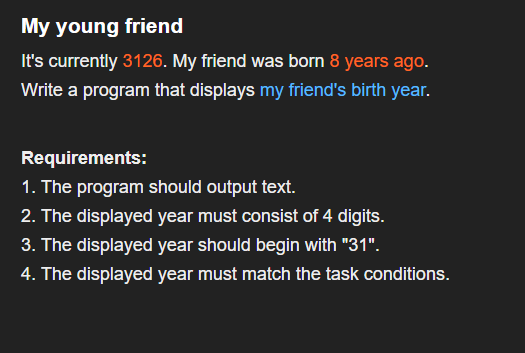 My young friend
It's currently 3126. My friend was born 8 years ago.
Write a program that displays my friend's birth year.
Requirements:
1. The program should output text.
2. The displayed year must consist of 4 digits.
3. The displayed year should begin with "31".
4. The displayed year must match the task conditions.